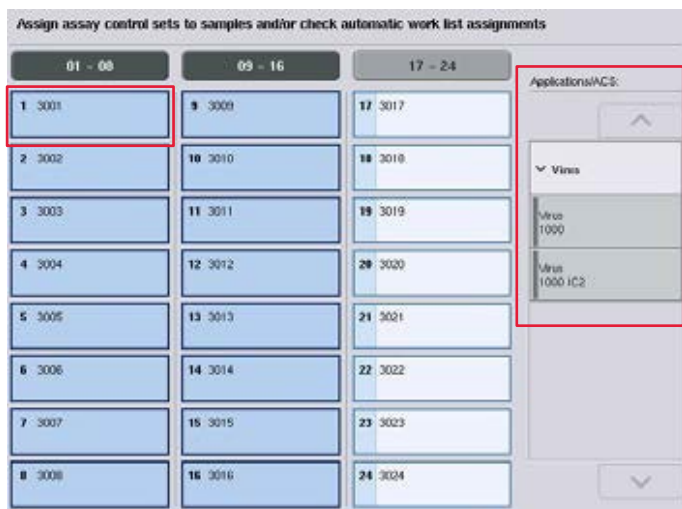 Assign assay control sets to samples and/or check automatic work list assignments
01 - 08
09 - 16
17 - 24
Applications/ACS:
1 3001
9 3009
17 3017
2 3002
10 3010
18 3018
Virus
3 3003
11 3011
19 3019
Virus
1000
4 3004
12 3012
20 3020
Virus
1000 IC2
5 3005
13 3013
21 3021
6 3006
14 3014
22 3022
7 3007
15 3015
23 3023
8 3008
16 3016
24 3024